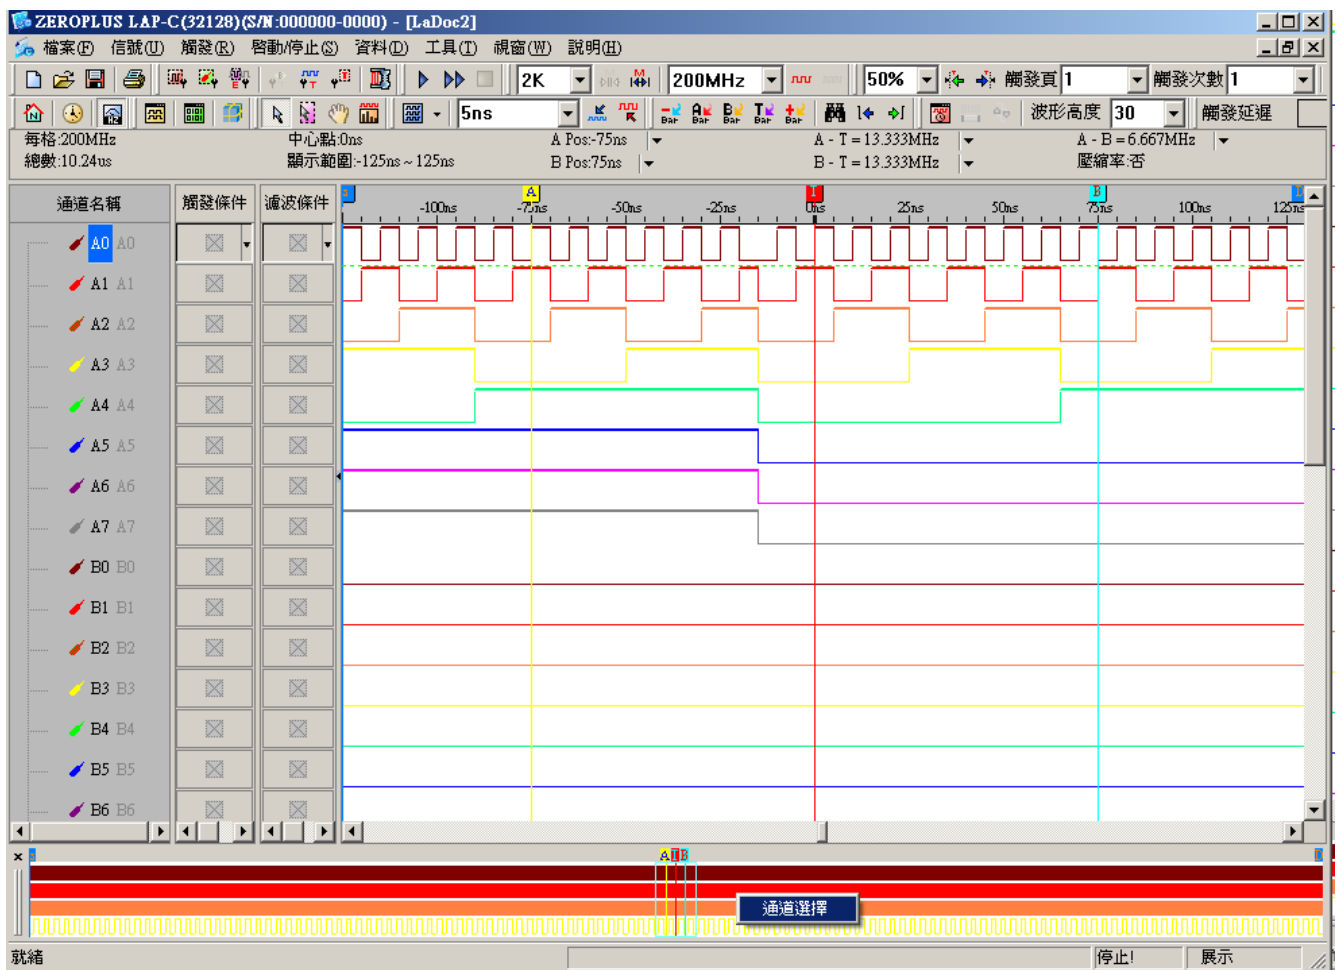 ZEROPLUS LAP-C(32128)(S/N:000000-0000) - [LaDoc2]
檔案(F) 信號(U) 觸發(R) 啓動/停止(S) 資料(D) 工具(T) 視窗(W) 說明(H)
2K 200MHz 50% 觸發頁 1 觸發次數 1
5ns Bar Bar Bar Bar Bar 波形高度 30 觸發延遲
每格:200MHz 中心點:0ns A Pos:-75ns A - T = 13.333MHz A - B = 6.667MHz
總數:10.24us 顯示範圍:-125ns ~ 125ns B Pos:75ns B - T = 13.333MHz 壓縮率:否
通道名稱 觸發條件 濾波條件
A T B
-100ns -75ns -50ns -25ns 0ns 25ns 50ns 75ns 100ns 125ns
A0 A0
A1 A1
A2 A2
A3 A3
A4 A4
A5 A5
A6 A6
A7 A7
B0 B0
B1 B1
B2 B2
B3 B3
B4 B4
B5 B5
B6 B6
A T B D
通道選擇
就緒 停止! 展示